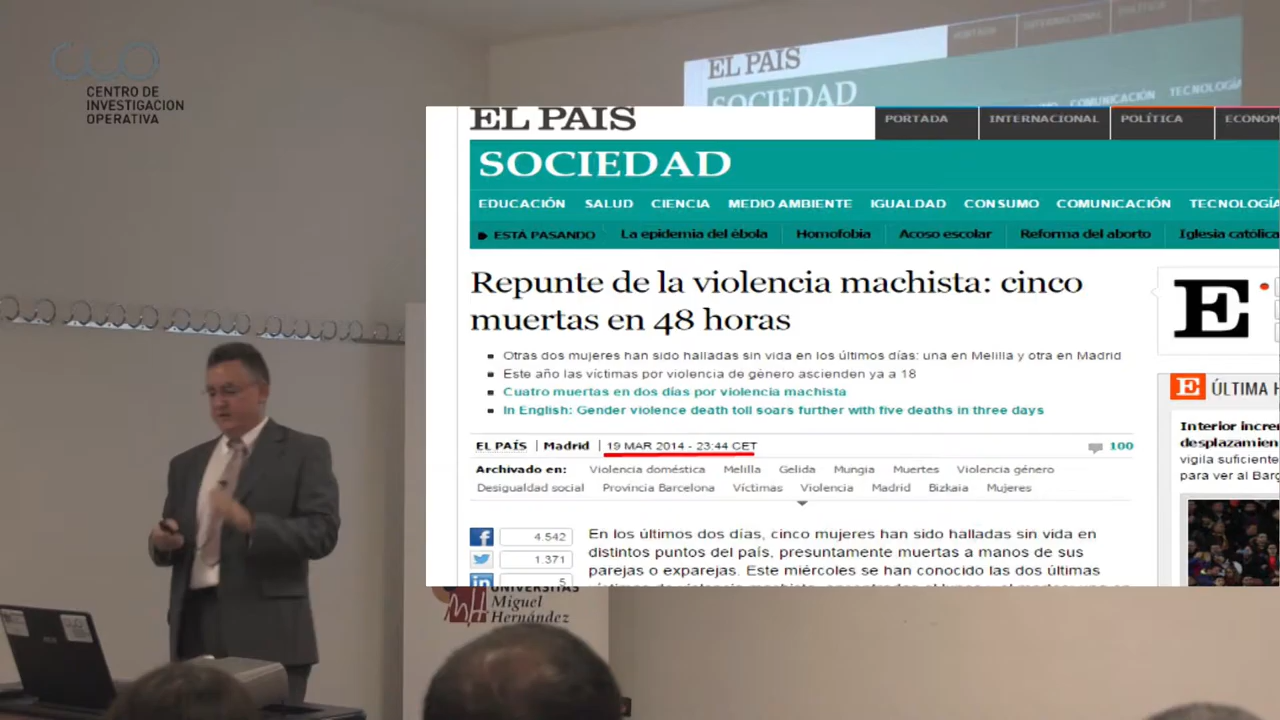 CENTRO DE
INVESTIGACION
OPERATIVA
EL PAIS
SOCIEDAD
COMUNICACIÓN
TECNOLOGÍA
EL PAIS
PORTADA
INTERNACIONAL
POLÍTICA
ECONOM
SOCIEDAD
EDUCACIÓN SALUD CIENCIA MEDIO AMBIENTE IGUALDAD CONSUMO COMUNICACIÓN TECNOLOGÍA
ESTÁ PASANDO La epidemia del ébola Homofobia Acoso escolar Reforma del aborto Iglesia católica
Repunte de la violencia machista: cinco
muertas en 48 horas
Otras dos mujeres han sido halladas sin vida en los últimos días: una en Melilla y otra en Madrid
Este año las víctimas por violencia de género ascienden ya a 18
Cuatro muertas en dos días por violencia machista
In English: Gender violence death toll soars further with five deaths in three days
EL PAÍS | Madrid | 19 MAR 2014 - 23:44 CET
100
Archivado en: Violencia doméstica Melilla Gelida Mungia Muertes Violencia género
Desigualdad social Provincia Barcelona Víctimas Violencia Madrid Bizkaia Mujeres
4.542
1.371
5
En los últimos dos días, cinco mujeres han sido halladas sin vida en
distintos puntos del país, presuntamente muertas a manos de sus
parejas o exparejas. Este miércoles se han conocido las dos últimas
E
E ÚLTIMA H
Interior incre
desplazamien
vigila suficiente
para ver al Barç
UNIVERSITAS
Miguel
Hernández